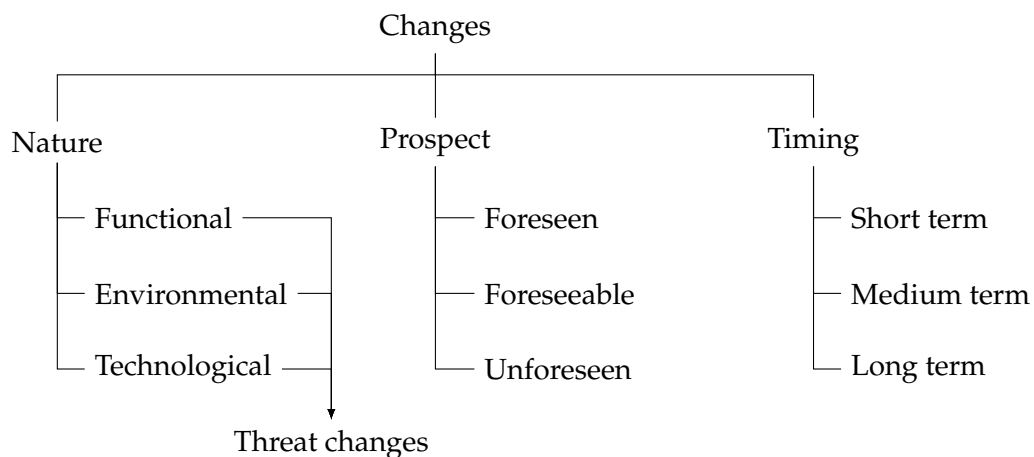 Changes
Nature
Prospect
Timing
Functional
Foreseen
Short term
Environmental
Foreseeable
Medium term
Technological
Unforeseen
Long term
Threat changes